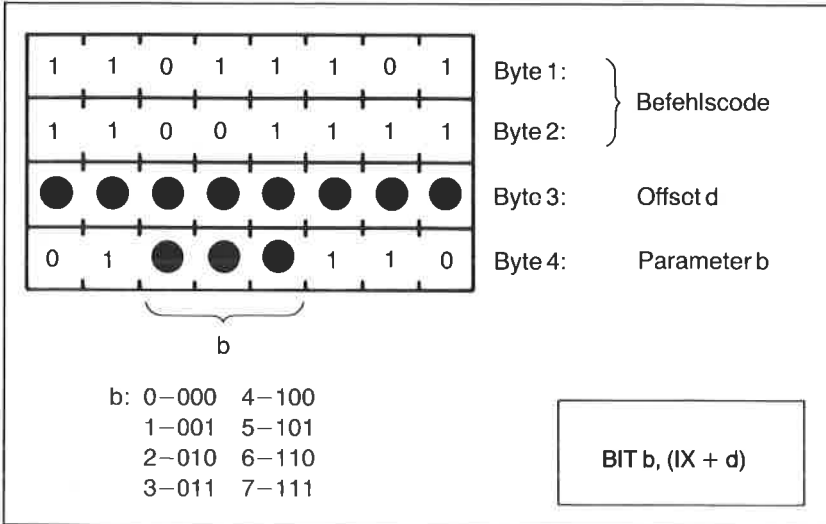 1 1 0 1 1 1 0 1 Byte 1:
Befehlscode
1 1 0 0 1 1 1 1 Byte 2:
Byte 3: Offset d
0 1 1 1 0 Byte 4: Parameter b
b
b: 0–000 4–100
1–001 5–101
2–010 6–110
3–011 7–111
BIT b, (IX + d)